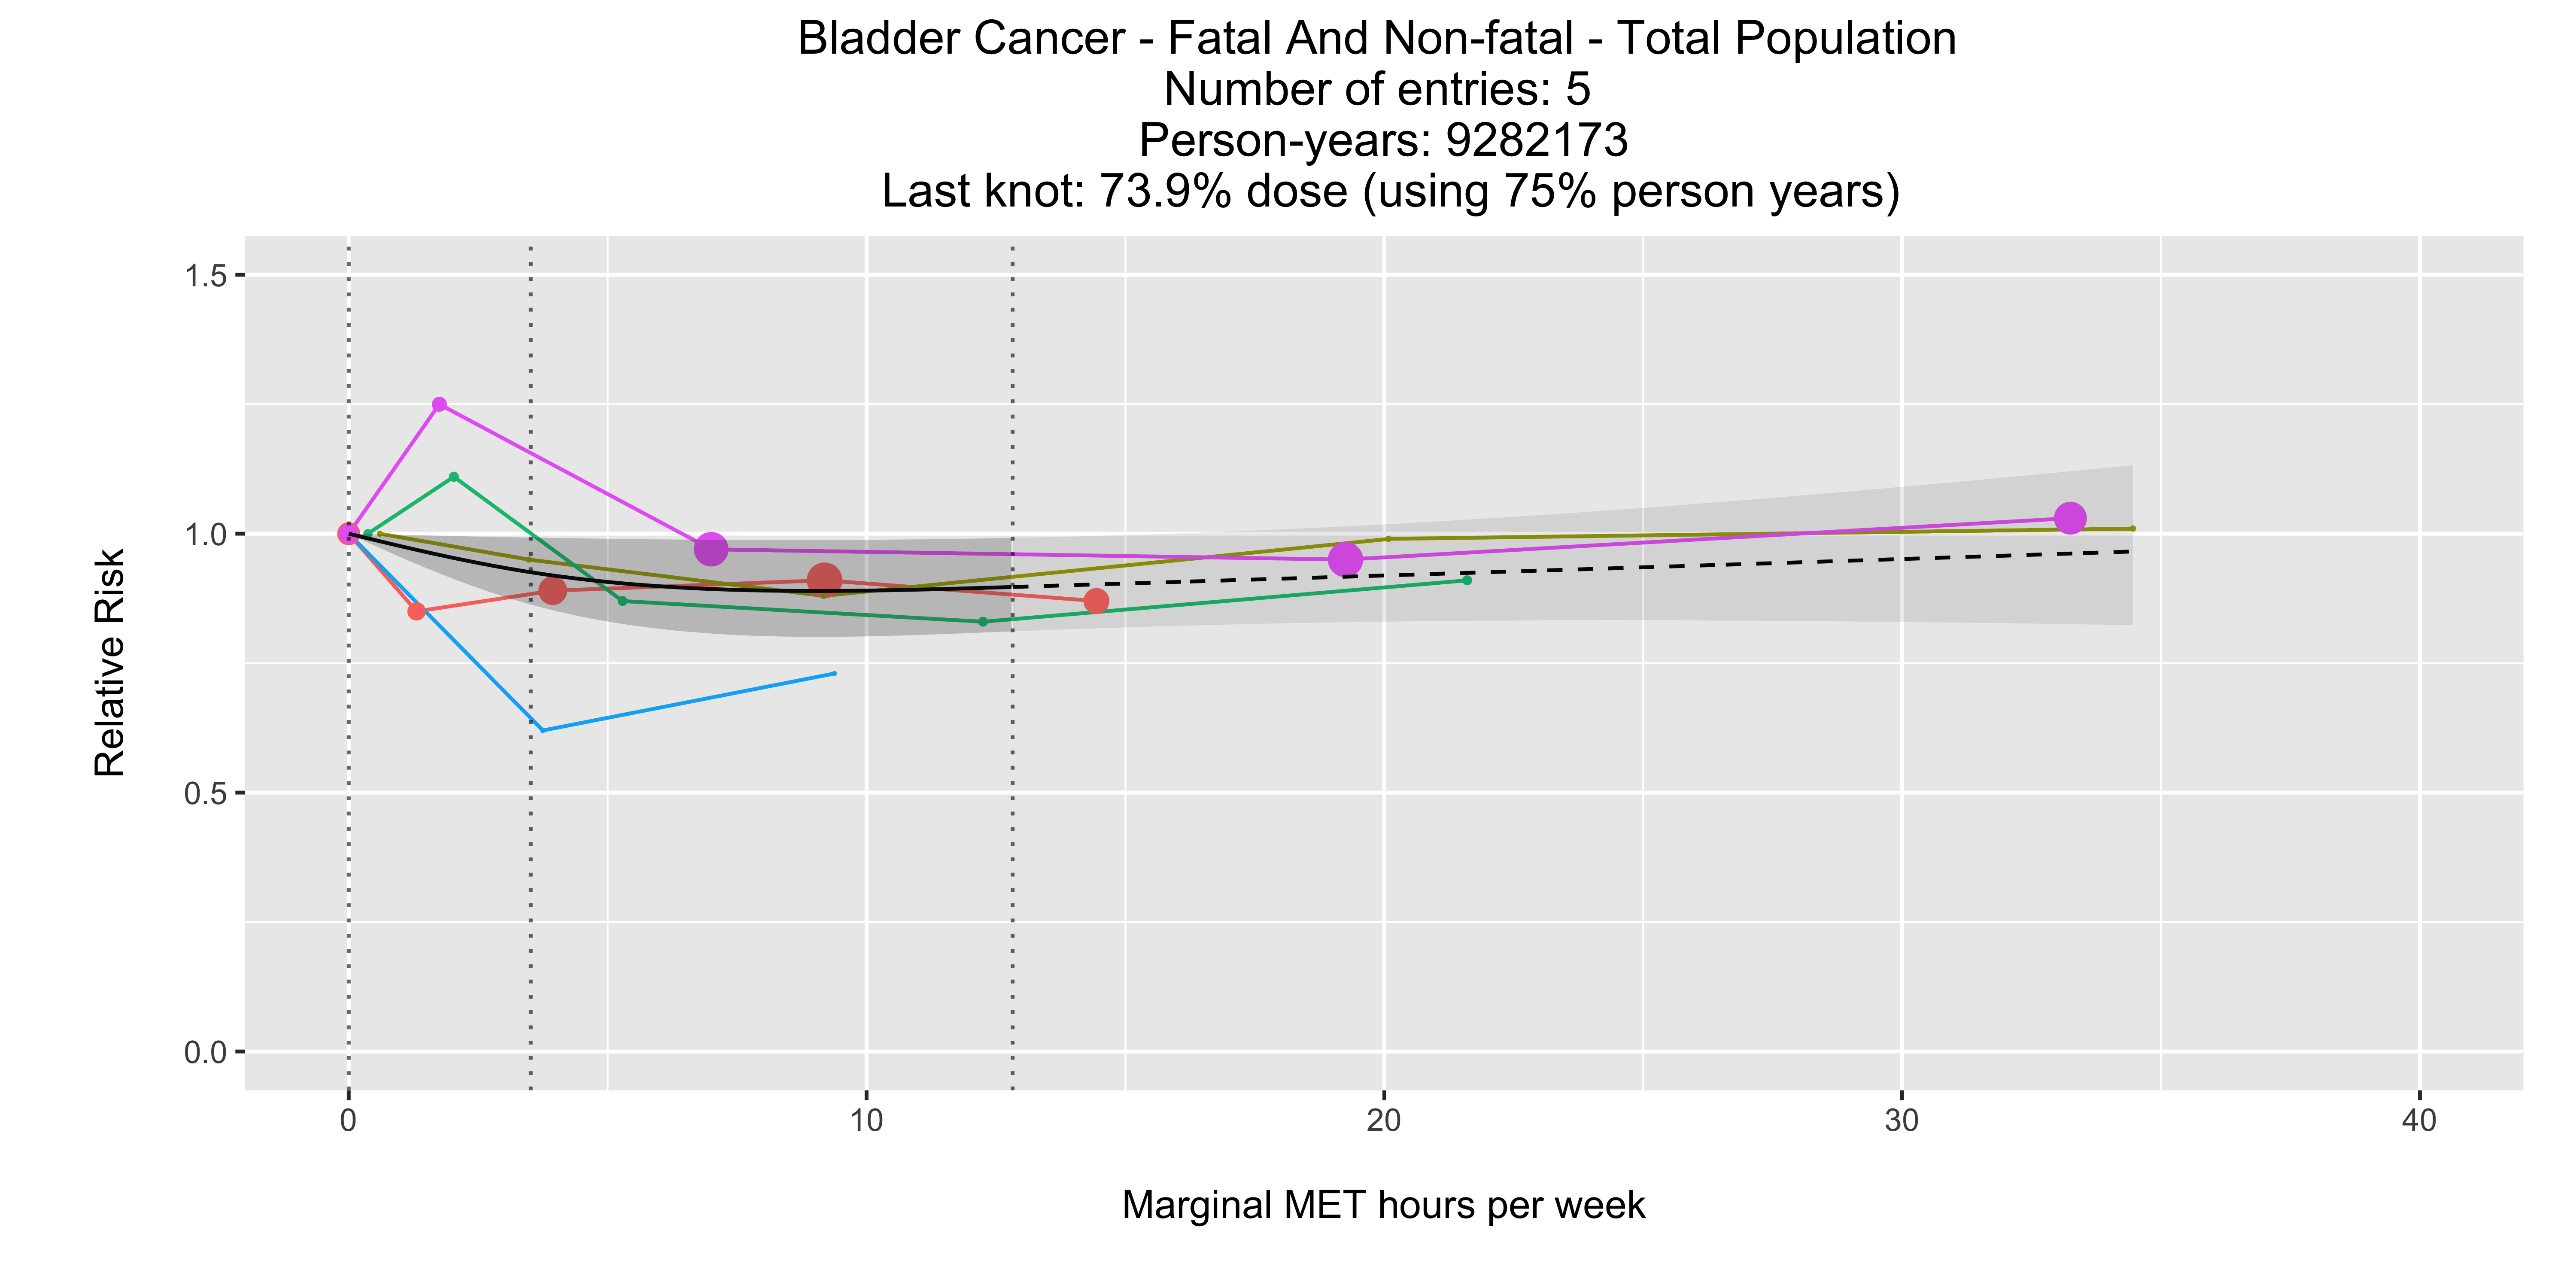 Bladder Cancer - Fatal And Non-fatal - Total Population
Number of entries: 5
Person-years: 9282173
Last knot: 73.9% dose (using 75% person years)
1.5
1.0
0.5
0.0
Relative Risk
0 10 20 30 40
Marginal MET hours per week